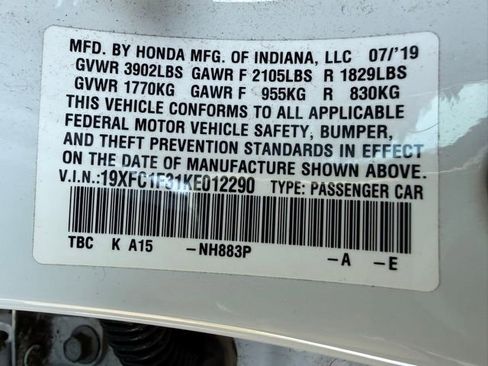 MFD. BY HONDA MFG. OF INDIANA, LLC 07/'19
GVWR 3902LBS GAWR F 2105LBS R 1829LBS
GVWR 1770KG GAWR F 955KG R 830KG
THIS VEHICLE CONFORMS TO ALL APPLICABLE
FEDERAL MOTOR VEHICLE SAFETY, BUMPER,
AND THEFT PREVENTION STANDARDS IN EFFECT
ON THE DATE OF MANUFACTURE SHOWN ABOVE.
V.I.N.:19XFC1F31KE012290 TYPE: PASSENGER CAR
TBC K A15 -NH883P -A -E